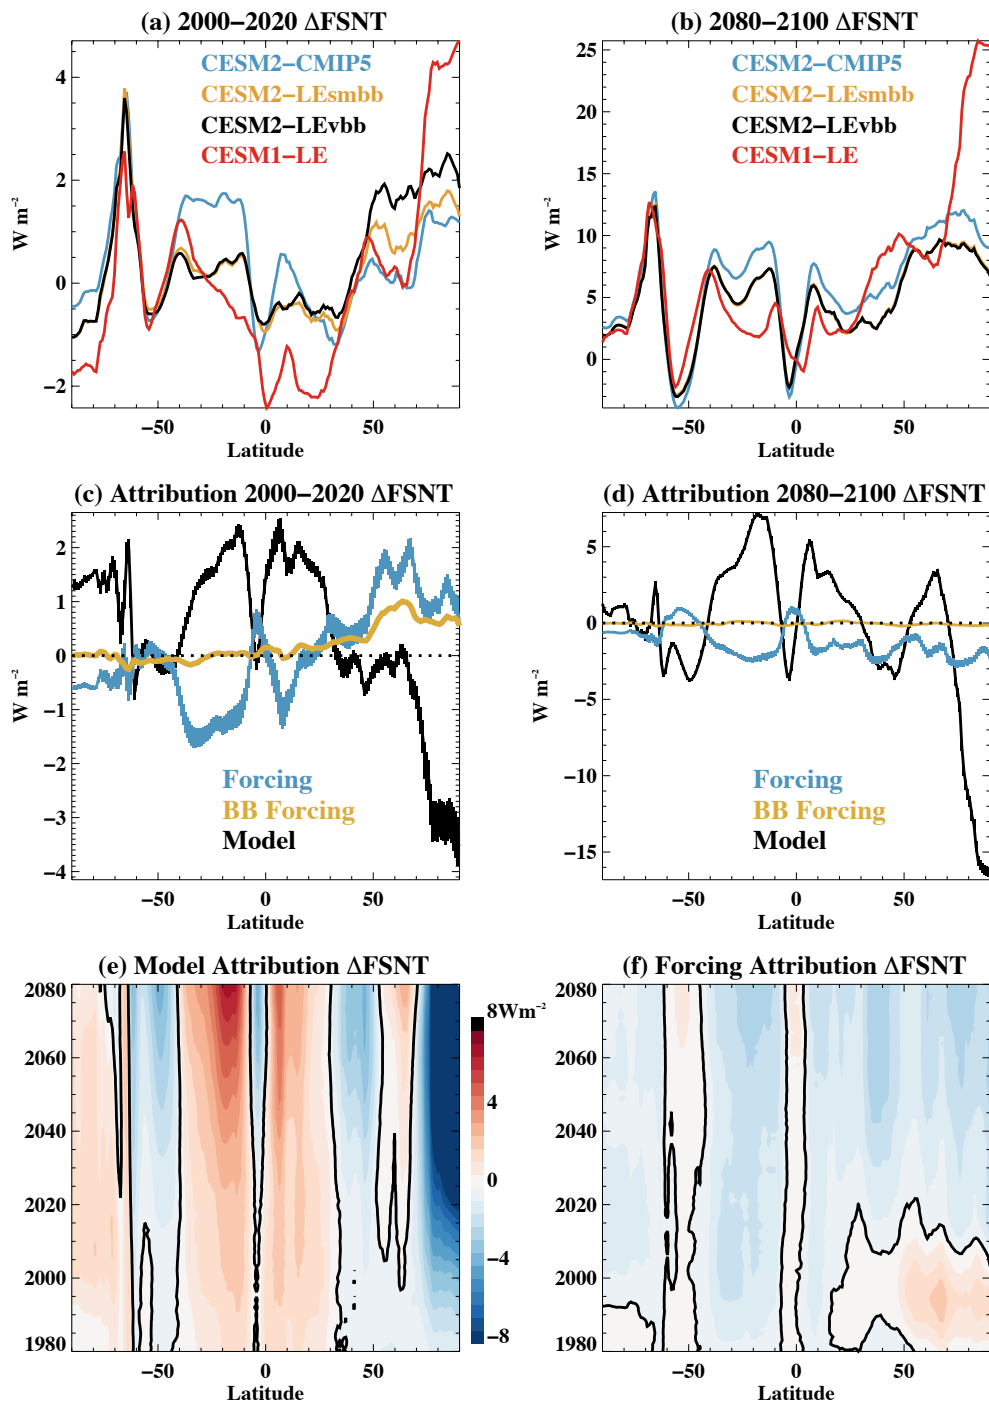 (a) 2000−2020 ΔFSNT
(b) 2080−2100 ΔFSNT
CESM2−CMIP5
CESM2−LEsmbb
CESM2−LEvbb
CESM1−LE
W m⁻²
4
2
0
−2
−50
0
50
Latitude
CESM2−CMIP5
CESM2−LEsmbb
CESM2−LEvbb
CESM1−LE
W m⁻²
25
20
15
10
5
0
−50
0
50
Latitude
(c) Attribution 2000−2020 ΔFSNT
(d) Attribution 2080−2100 ΔFSNT
W m⁻²
2
1
0
−1
−2
−3
−4
Forcing
BB Forcing
Model
−50
0
50
Latitude
W m⁻²
5
0
−5
−10
−15
Forcing
BB Forcing
Model
−50
0
50
Latitude
(e) Model Attribution ΔFSNT
(f) Forcing Attribution ΔFSNT
2080
2060
2040
2020
2000
1980
−50
0
50
Latitude
8Wm⁻²
4
0
−4
−8
2080
2060
2040
2020
2000
1980
−50
0
50
Latitude